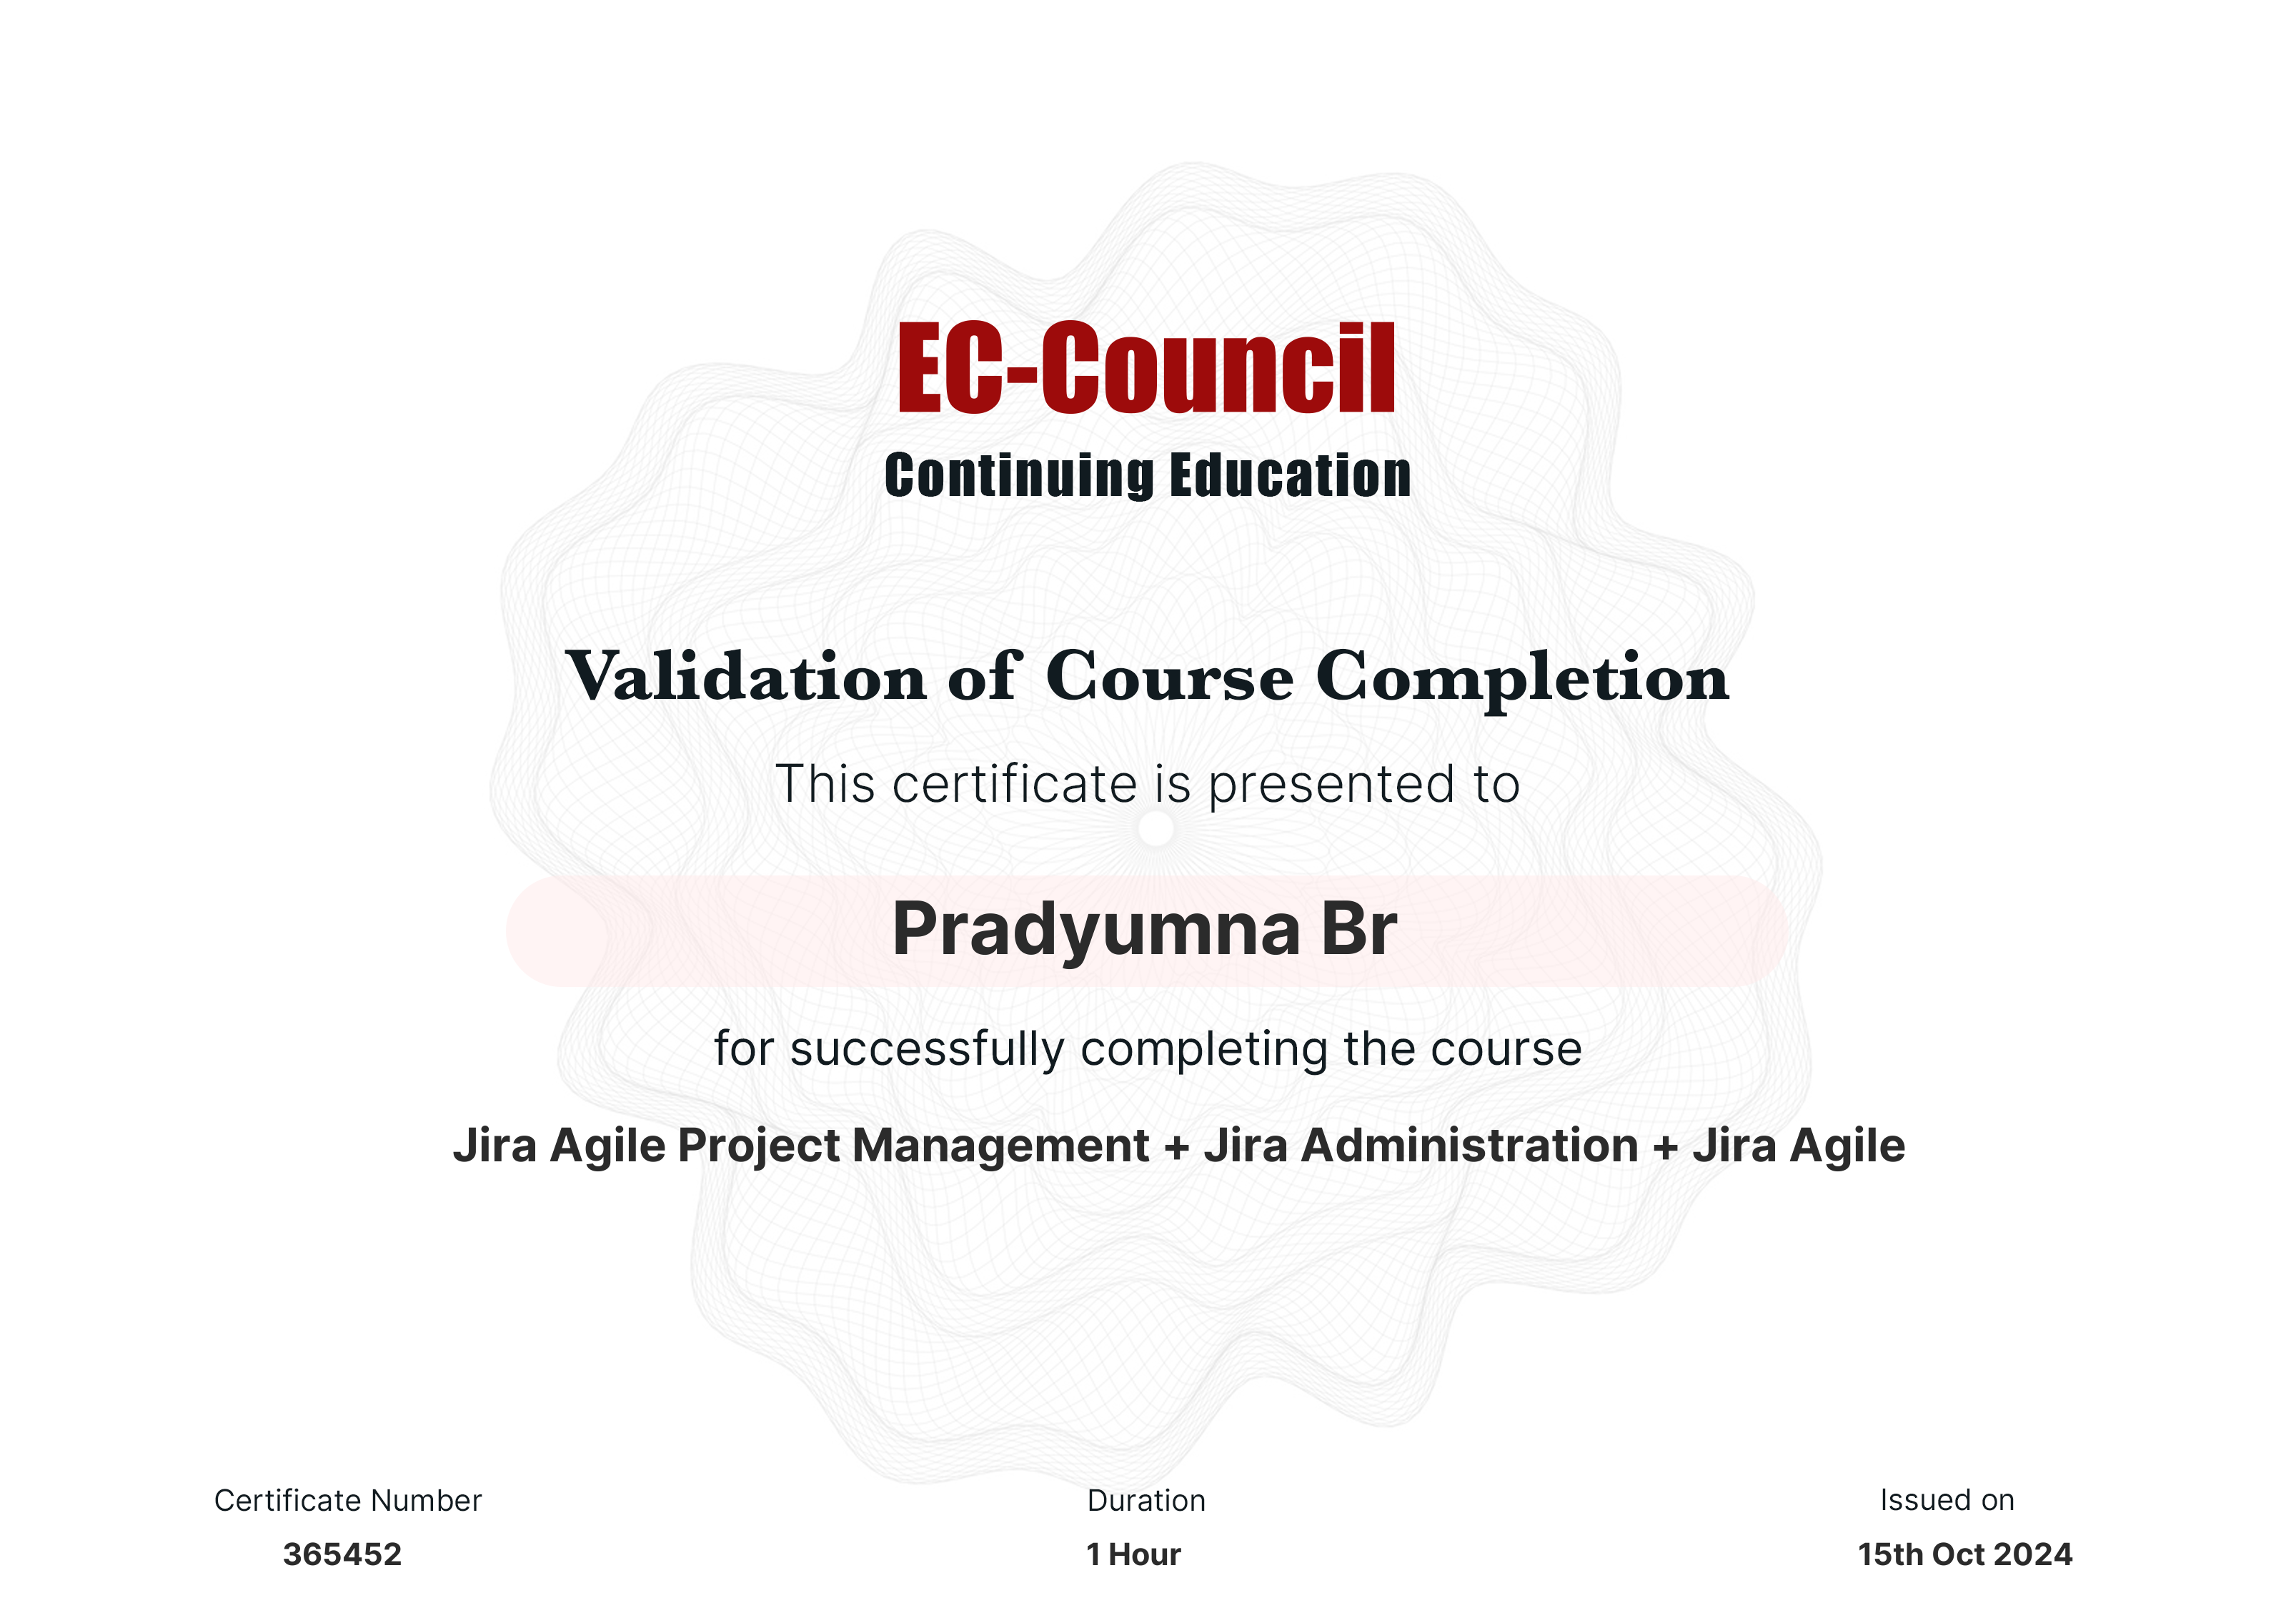 EC-Council
Continuing Education
Validation of Course Completion
This certificate is presented to
Pradyumna Br
for successfully completing the course
Jira Agile Project Management + Jira Administration + Jira Agile
Certificate Number
365452
Duration
1 Hour
Issued on
15th Oct 2024